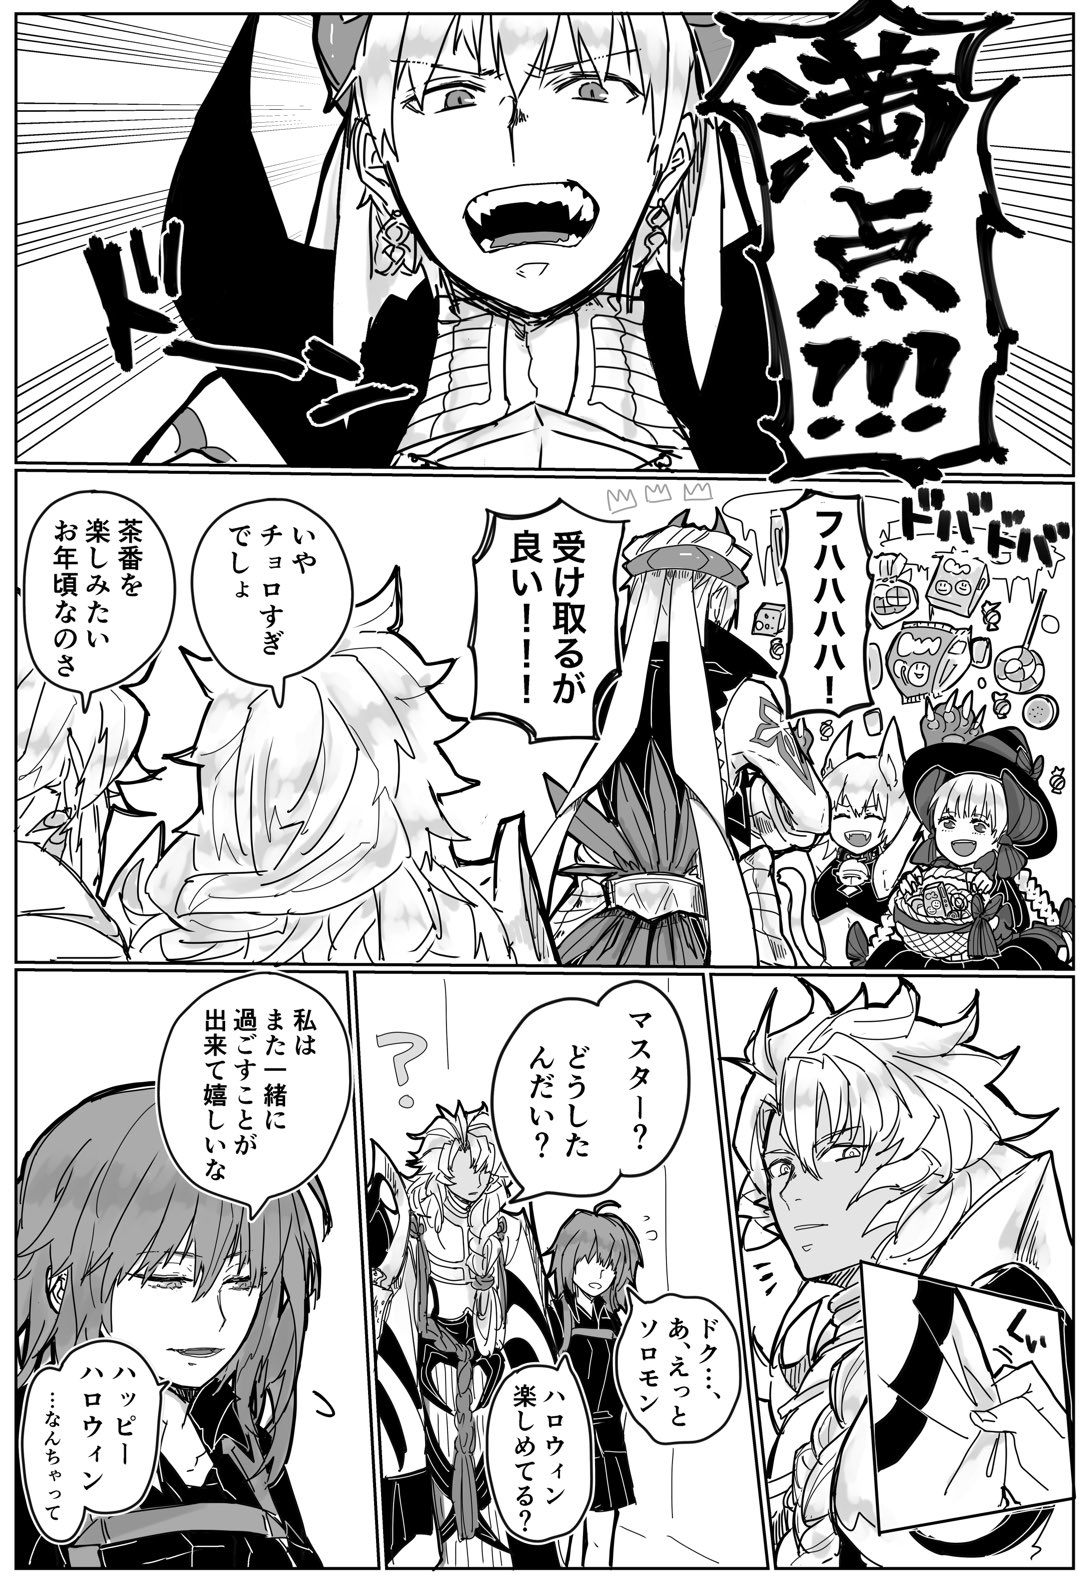 満点!!!
ドーン
ドバドバ
フハハハハハ！
受け取るが
良い！！！！
いや
チョロすぎ
でしょ
茶番を
楽しみたい
お年頃なのさ
くい
マスター？
どうした
んだい？
？
ドク…、
あ、えっと
ソロモン
ハロウィン
楽しめてる？
私は
また一緒に
過ごすことが
出来て嬉しいな
ハッピー
ハロウィン
…なんちゃって